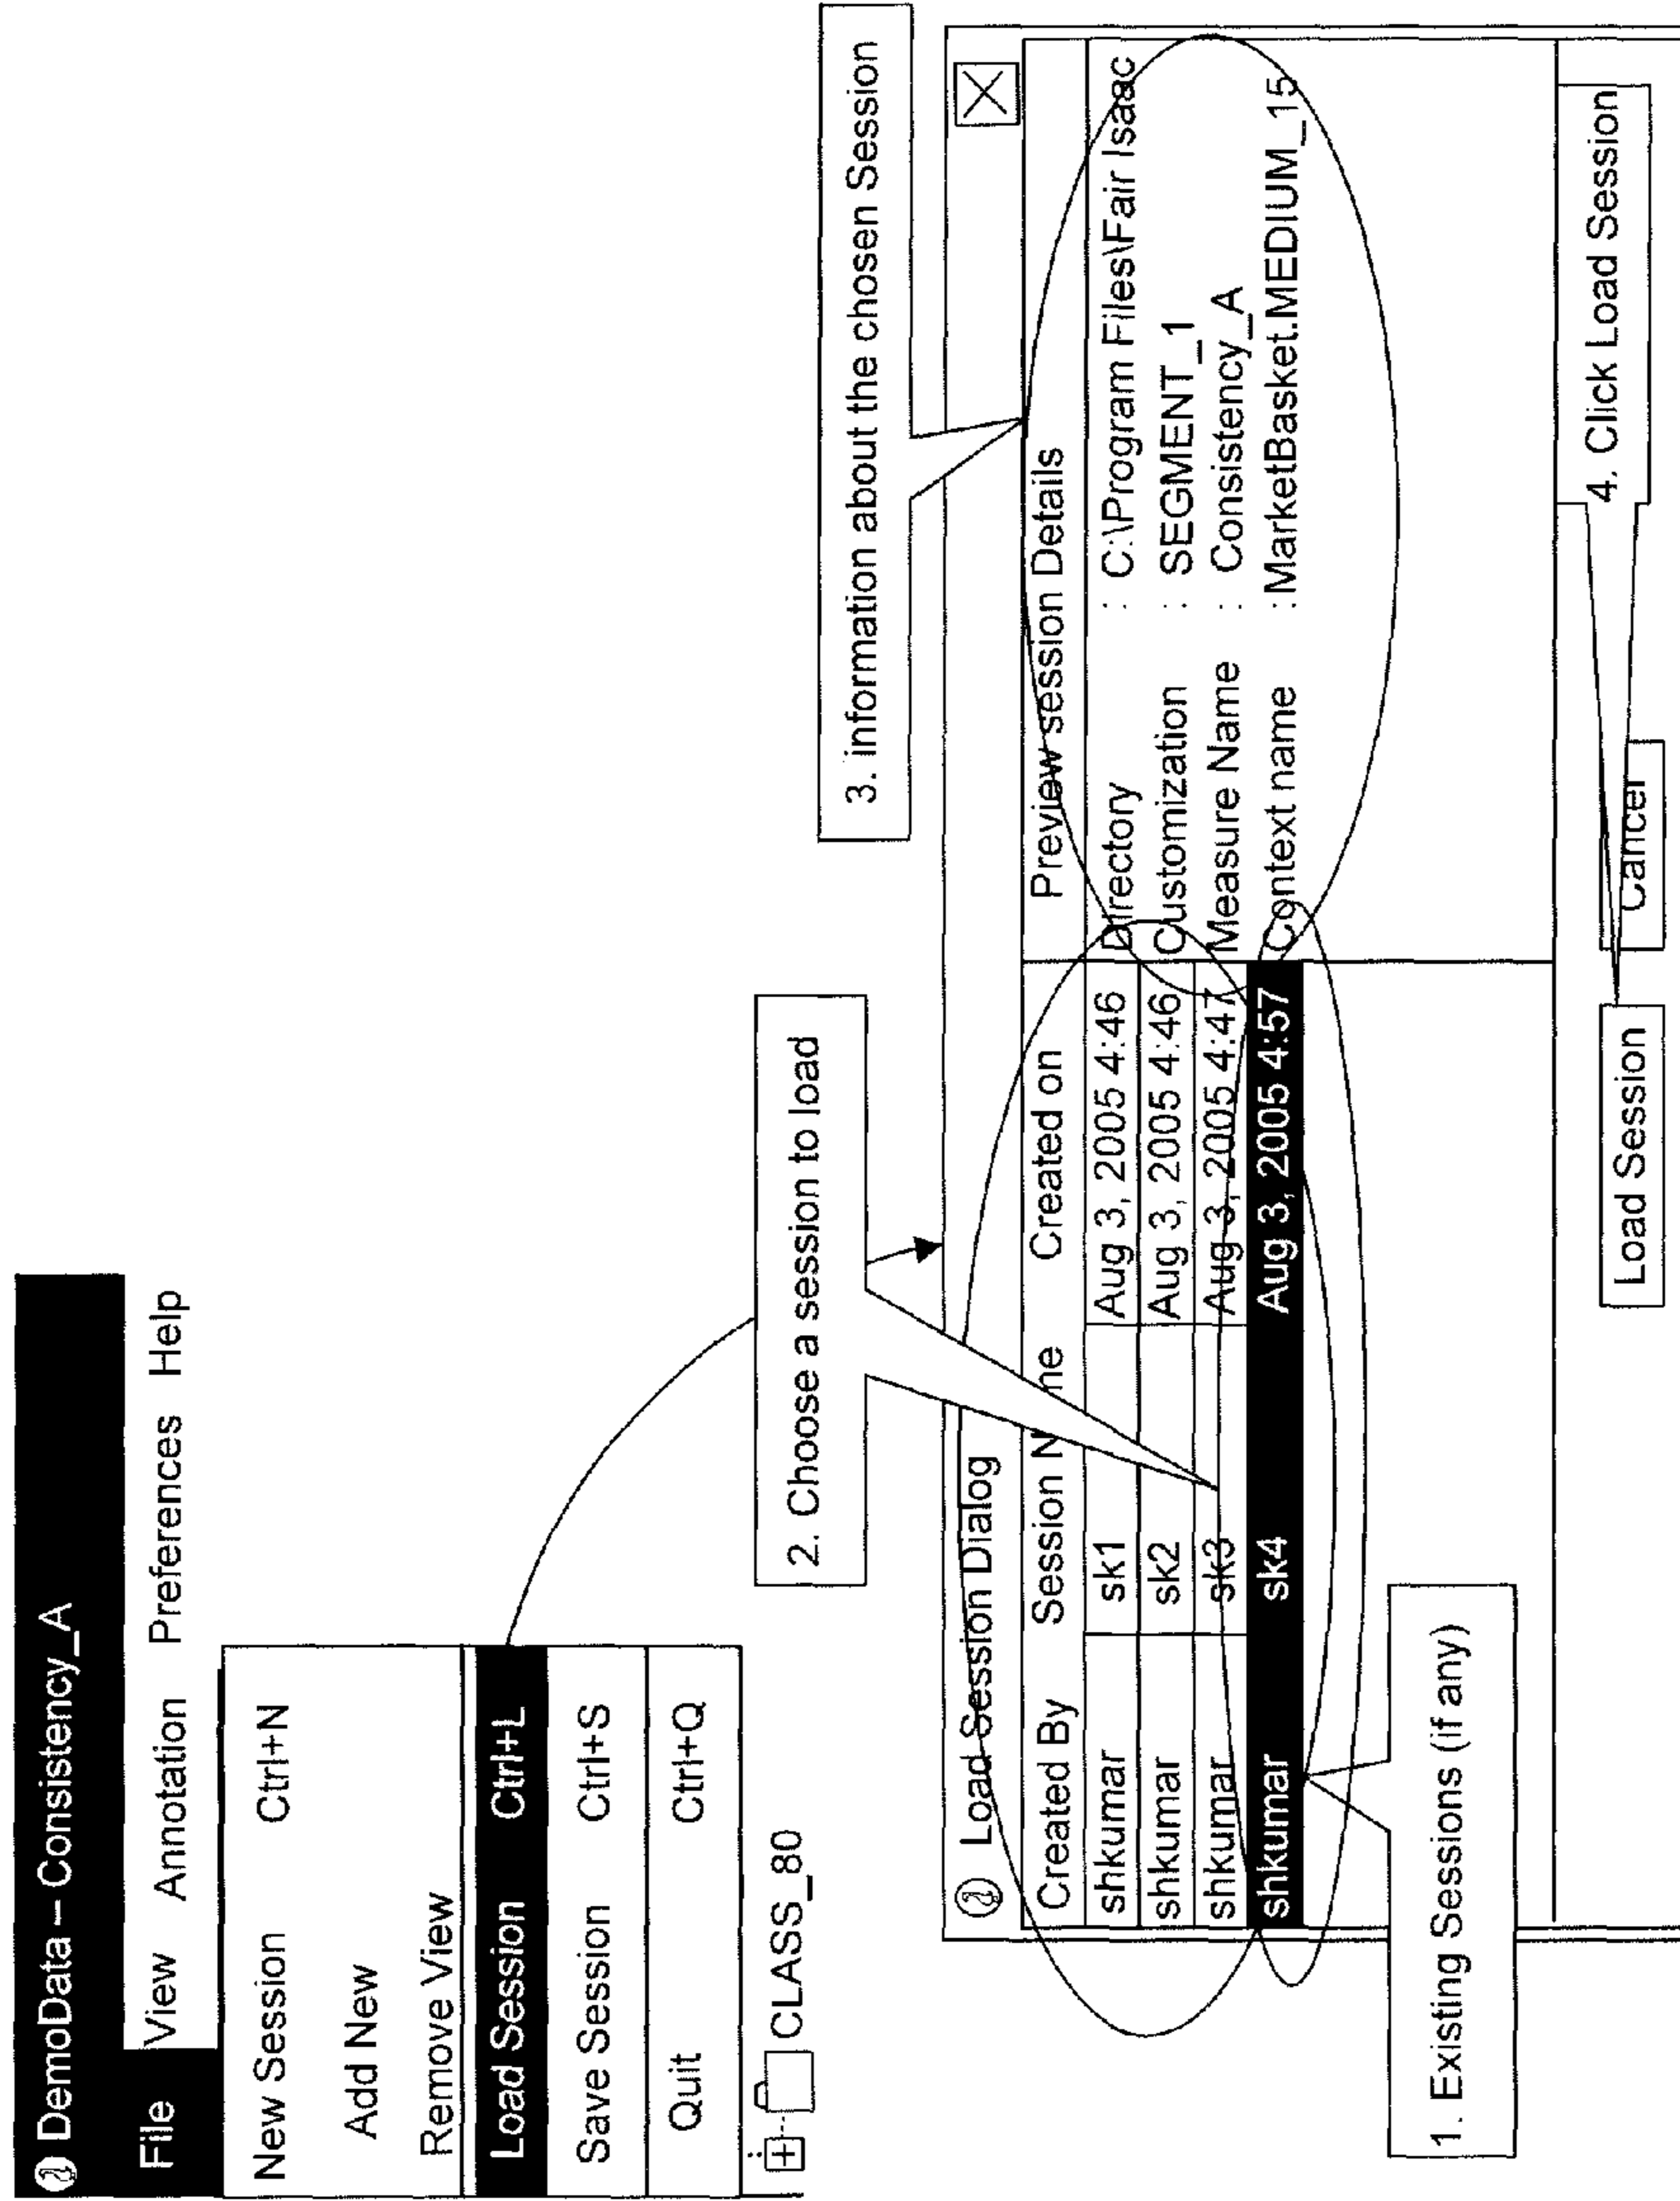 DemoData – Consistency_A
File View Annotation Preferences Help
New Session Ctrl+N
Add New
Remove View
Load Session Ctrl+L
Save Session Ctrl+S
Quit Ctrl+Q
CLASS_80
2. Choose a session to load
3. information about the chosen Session
Load Session Dialog
Created By Session Name Created on Preview session Details
shkumar sk1 Aug 3, 2005 4:46 Directory : C:\Program Files\Fair Isaac
shkumar sk2 Aug 3, 2005 4:46 Customization : SEGMENT_1
shkumar sk3 Aug 3, 2005 4:47 Measure Name : Consistency_A
shkumar sk4 Aug 3, 2005 4:57 Context name :MarketBasket.MEDIUM_15
1. Existing Sessions (if any)
4. Click Load Session
Load Session Cancel